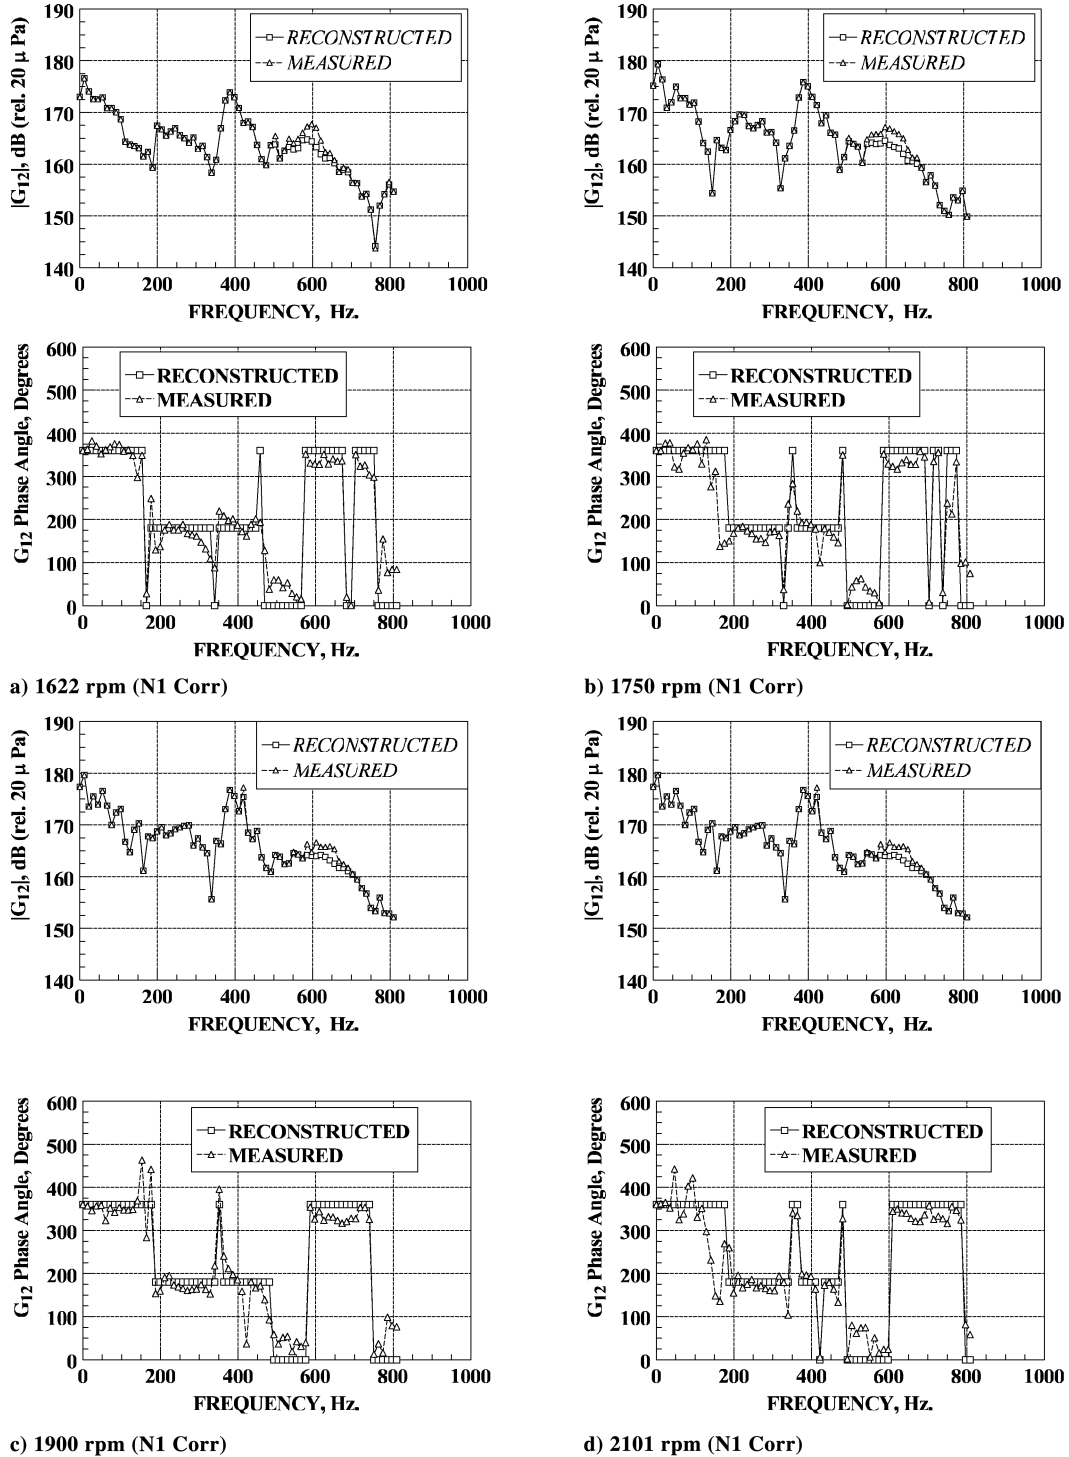 190
180
170
160
150
140
|G12|, dB (rel. 20 μ Pa)
RECONSTRUCTED
MEASURED
0 200 400 600 800 1000
FREQUENCY, Hz.
190
180
170
160
150
140
|G12|, dB (rel. 20 μ Pa)
RECONSTRUCTED
MEASURED
0 200 400 600 800 1000
FREQUENCY, Hz.
600
500
400
300
200
100
0
G12 Phase Angle, Degrees
RECONSTRUCTED
MEASURED
0 200 400 600 800 1000
FREQUENCY, Hz.
600
500
400
300
200
100
0
G12 Phase Angle, Degrees
RECONSTRUCTED
MEASURED
0 200 400 600 800 1000
FREQUENCY, Hz.
a) 1622 rpm (N1 Corr)
b) 1750 rpm (N1 Corr)
190
180
170
160
150
140
|G12|, dB (rel. 20 μ Pa)
RECONSTRUCTED
MEASURED
0 200 400 600 800 1000
FREQUENCY, Hz.
190
180
170
160
150
140
|G12|, dB (rel. 20 μ Pa)
RECONSTRUCTED
MEASURED
0 200 400 600 800 1000
FREQUENCY, Hz.
600
500
400
300
200
100
0
G12 Phase Angle, Degrees
RECONSTRUCTED
MEASURED
0 200 400 600 800 1000
FREQUENCY, Hz.
600
500
400
300
200
100
0
G12 Phase Angle, Degrees
RECONSTRUCTED
MEASURED
0 200 400 600 800 1000
FREQUENCY, Hz.
c) 1900 rpm (N1 Corr)
d) 2101 rpm (N1 Corr)